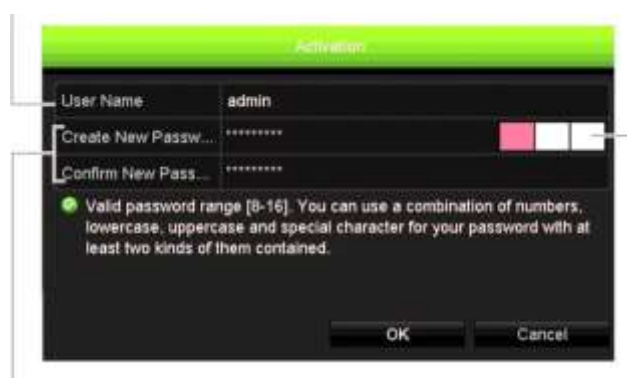 Activation
User Name admin
Create New Passw... *********
Confirm New Pass... *********
Valid password range [8-16]. You can use a combination of numbers,
lowercase, uppercase and special character for your password with at
least two kinds of them contained.
OK Cancel